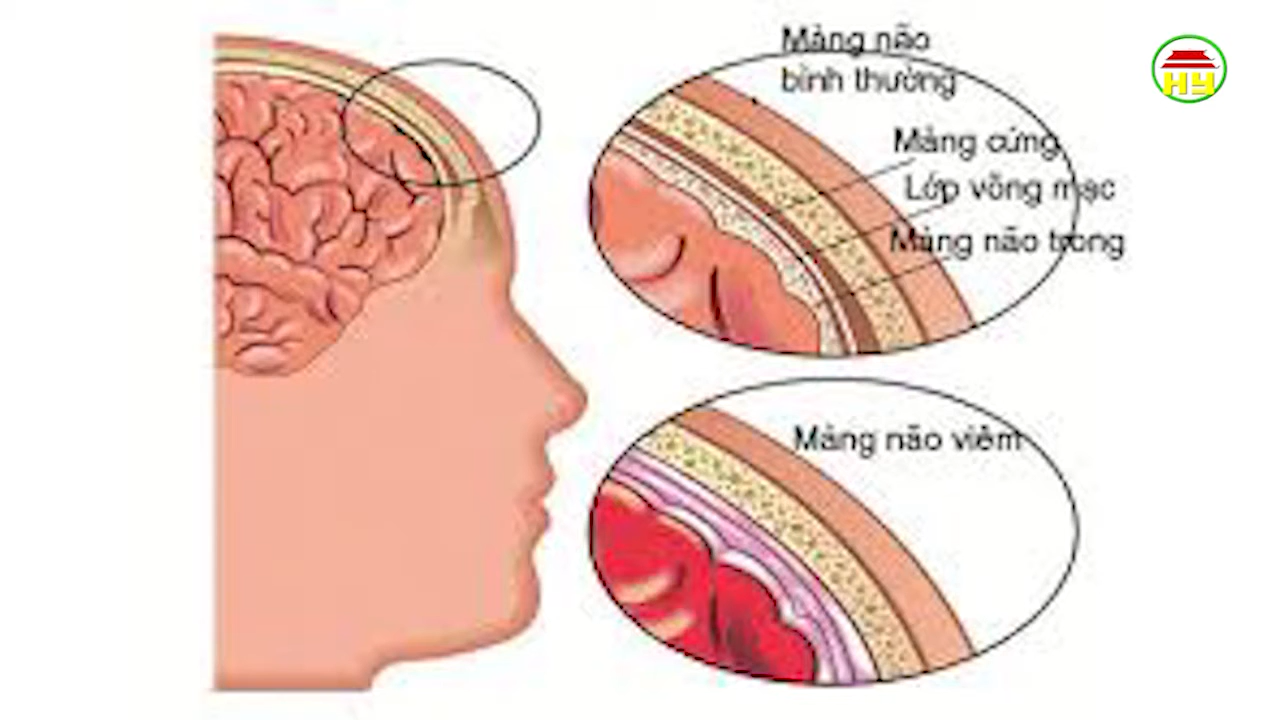 Màng não
bình thường
Màng cứng
Lớp võng mạc
Màng não trong
Màng não viêm
HY